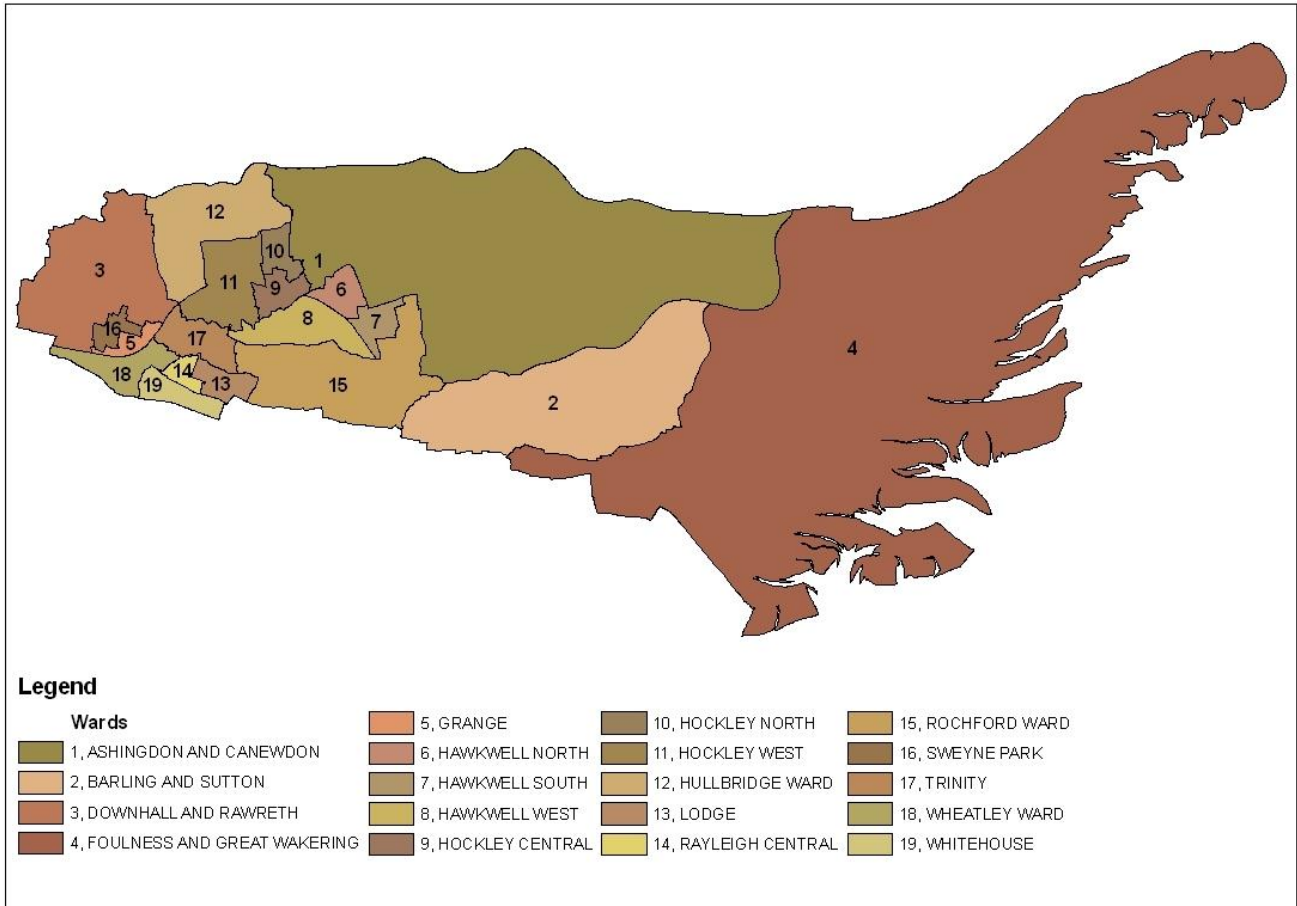 12
10
3
1
11
9
6
8
7
16
17
5
4
14
18
19
13
15
2
Legend
Wards
1, ASHINGDON AND CANEWDON
2, BARLING AND SUTTON
3, DOWNHALL AND RAWRETH
4, FOULNESS AND GREAT WAKERING
5, GRANGE
6, HAWKWELL NORTH
7, HAWKWELL SOUTH
8, HAWKWELL WEST
9, HOCKLEY CENTRAL
10, HOCKLEY NORTH
11, HOCKLEY WEST
12, HULLBRIDGE WARD
13, LODGE
14, RAYLEIGH CENTRAL
15, ROCHFORD WARD
16, SWEYNE PARK
17, TRINITY
18, WHEATLEY WARD
19, WHITEHOUSE